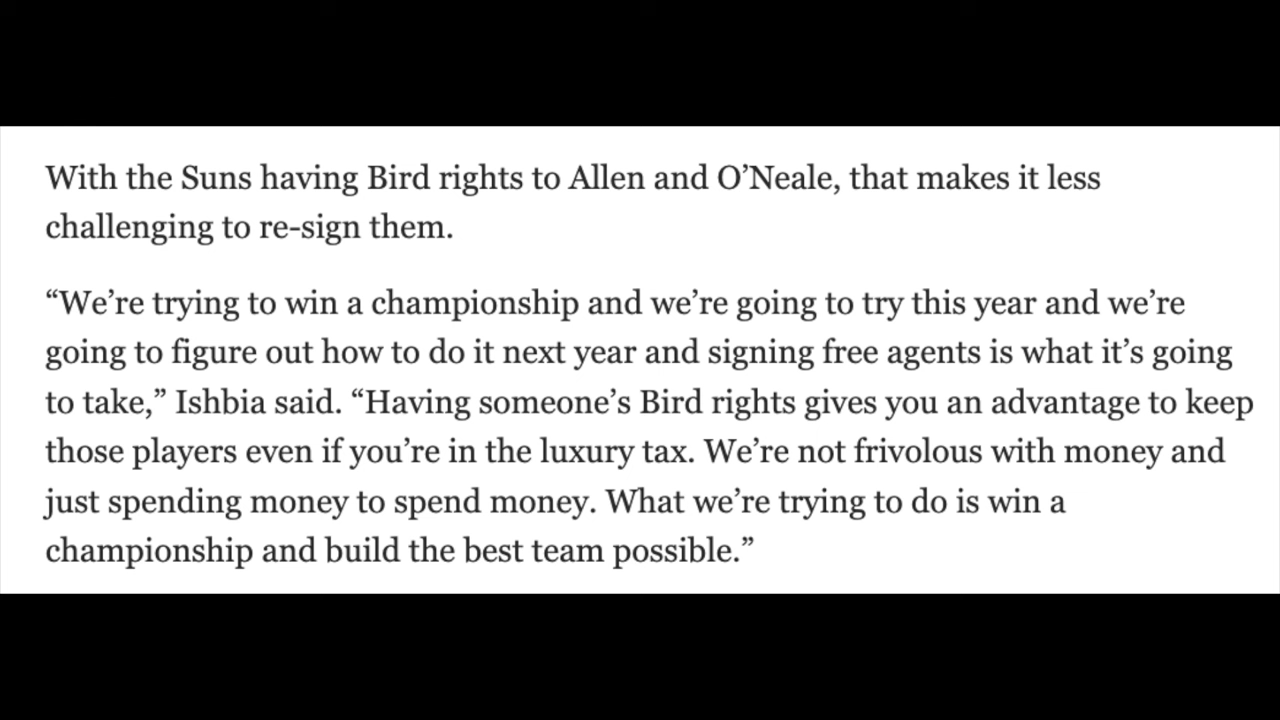 With the Suns having Bird rights to Allen and O’Neale, that makes it less
challenging to re-sign them.
“We’re trying to win a championship and we’re going to try this year and we’re
going to figure out how to do it next year and signing free agents is what it’s going
to take,” Ishbia said. “Having someone’s Bird rights gives you an advantage to keep
those players even if you’re in the luxury tax. We’re not frivolous with money and
just spending money to spend money. What we’re trying to do is win a
championship and build the best team possible.”